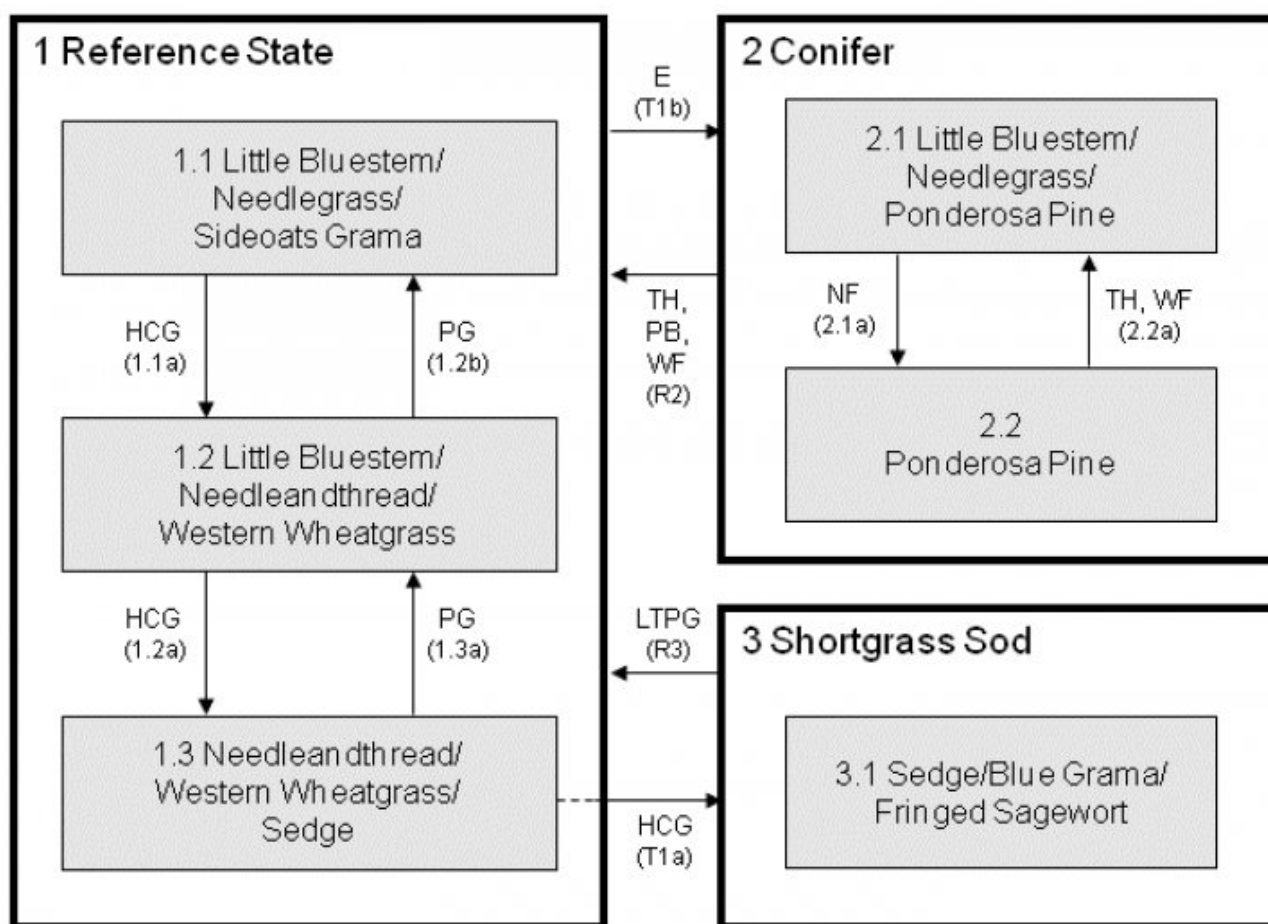 1 Reference State
1.1 Little Bluestem/
Needlegrass/
Sideoats Grama
HCG
(1.1a)
PG
(1.2b)
1.2 Little Bluestem/
Needleandthread/
Western Wheatgrass
HCG
(1.2a)
PG
(1.3a)
1.3 Needleandthread/
Western Wheatgrass/
Sedge
E
(T1b)
TH,
PB,
WF
(R2)
LTPG
(R3)
HCG
(T1a)
2 Conifer
2.1 Little Bluestem/
Needlegrass/
Ponderosa Pine
NF
(2.1a)
TH, WF
(2.2a)
2.2
Ponderosa Pine
3 Shortgrass Sod
3.1 Sedge/Blue Grama/
Fringed Sagewort